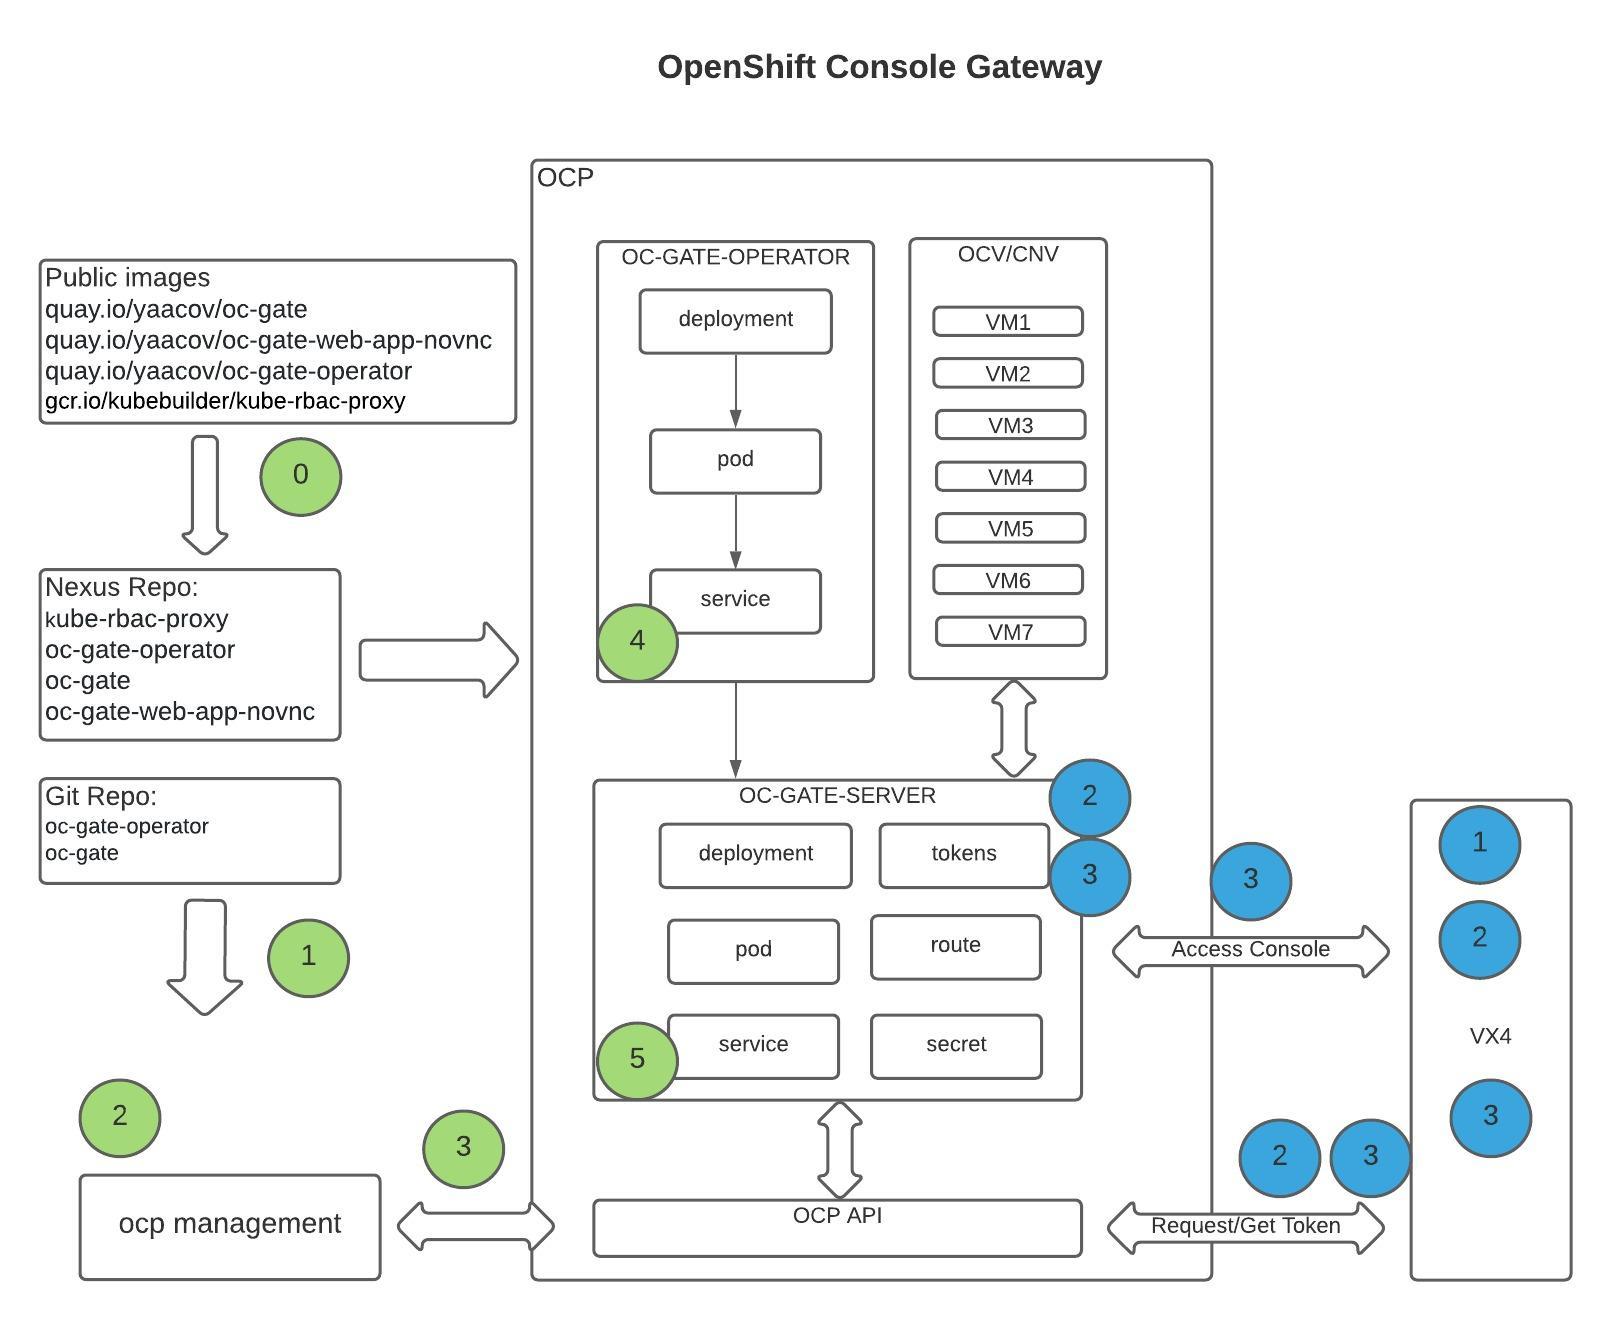 OpenShift Console Gateway
OCP
Public images
quay.io/yaacov/oc-gate
quay.io/yaacov/oc-gate-web-app-novnc
quay.io/yaacov/oc-gate-operator
gcr.io/kubebuilder/kube-rbac-proxy
0
Nexus Repo:
kube-rbac-proxy
oc-gate-operator
oc-gate
oc-gate-web-app-novnc
Git Repo:
oc-gate-operator
oc-gate
1
2
ocp management
3
OC-GATE-OPERATOR
deployment
pod
service
4
OCV/CNV
VM1
VM2
VM3
VM4
VM5
VM6
VM7
OC-GATE-SERVER
2
deployment
tokens
3
pod
route
service
secret
5
OCP API
3
Access Console
2
3
Request/Get Token
1
2
VX4
3